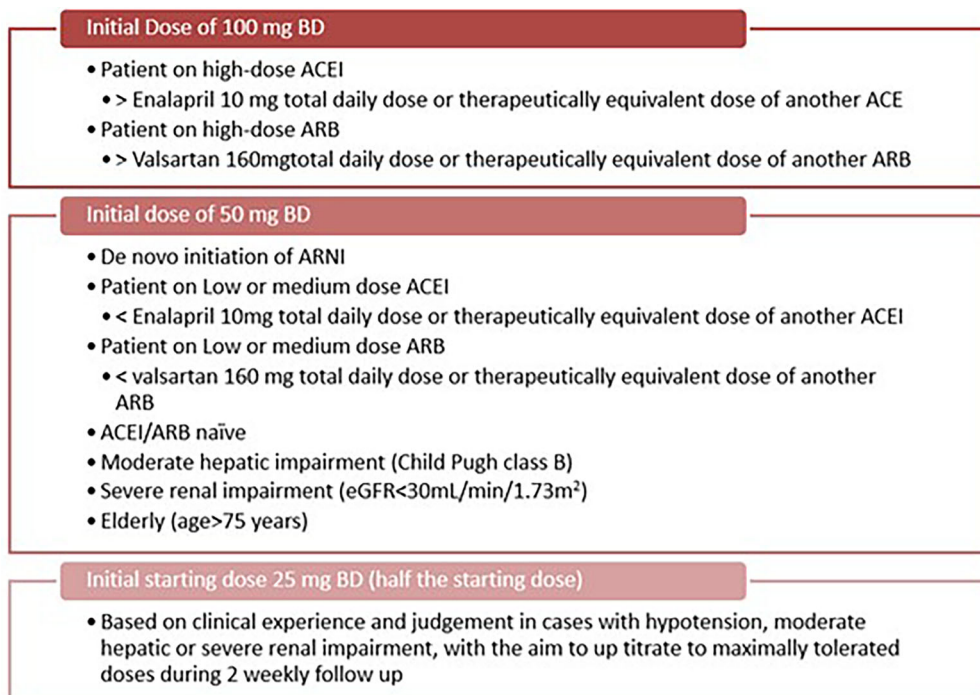 Initial Dose of 100 mg BD
• Patient on high-dose ACEI
• > Enalapril 10 mg total daily dose or therapeutically equivalent dose of another ACE
• Patient on high-dose ARB
• > Valsartan 160mgtotal daily dose or therapeutically equivalent dose of another ARB
Initial dose of 50 mg BD
• De novo initiation of ARNI
• Patient on Low or medium dose ACEI
• < Enalapril 10mg total daily dose or therapeutically equivalent dose of another ACEI
• Patient on Low or medium dose ARB
• < valsartan 160 mg total daily dose or therapeutically equivalent dose of another
ARB
• ACEI/ARB naïve
• Moderate hepatic impairment (Child Pugh class B)
• Severe renal impairment (eGFR<30mL/min/1.73m²)
• Elderly (age>75 years)
Initial starting dose 25 mg BD (half the starting dose)
• Based on clinical experience and judgement in cases with hypotension, moderate
hepatic or severe renal impairment, with the aim to up titrate to maximally tolerated
doses during 2 weekly follow up